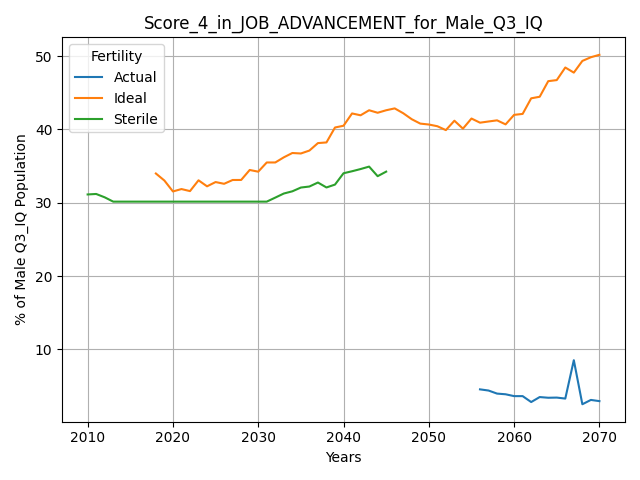 Score_4_in_JOB_ADVANCEMENT_for_Male_Q3_IQ
Fertility
Actual
Ideal
Sterile
% of Male Q3_IQ Population
50
40
30
20
10
2010 2020 2030 2040 2050 2060 2070
Years